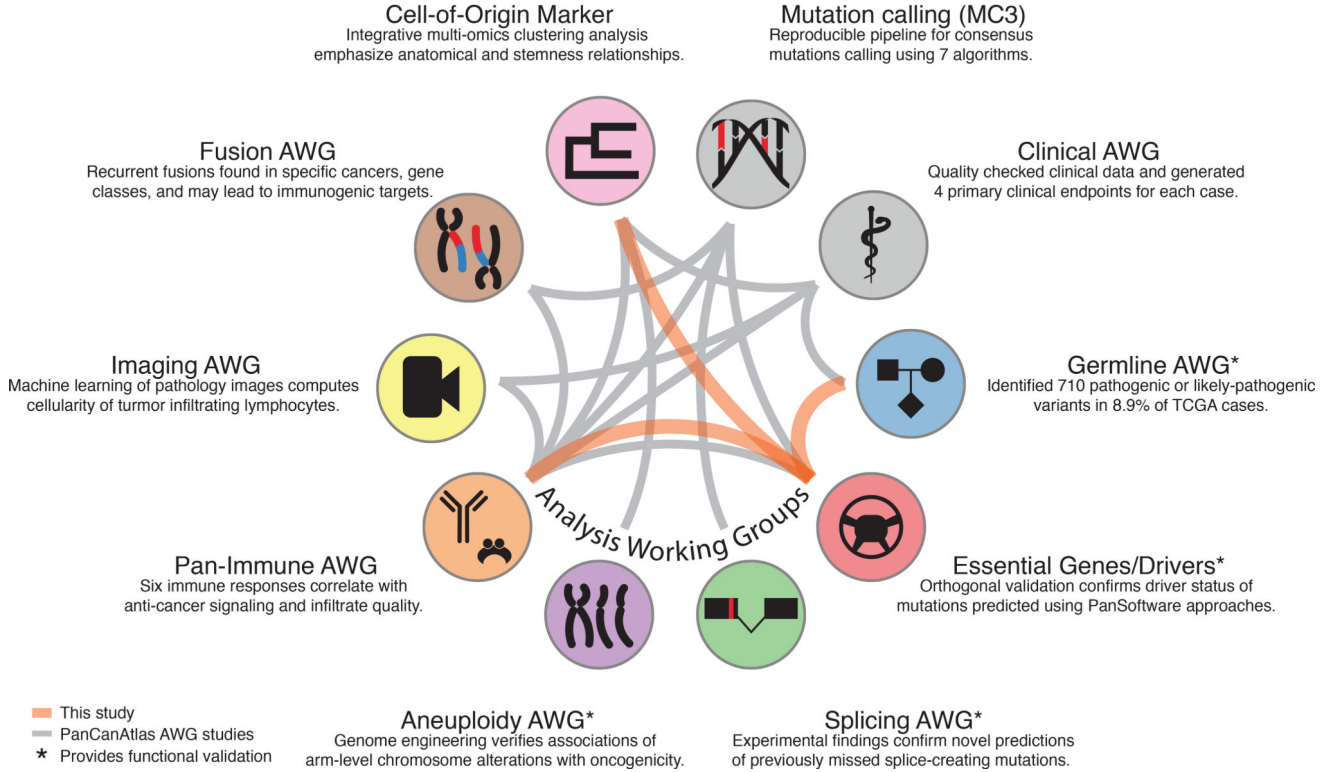 Cell-of-Origin Marker
Integrative multi-omics clustering analysis
emphasize anatomical and stemness relationships.
Mutation calling (MC3)
Reproducible pipeline for consensus
mutations calling using 7 algorithms.
Fusion AWG
Recurrent fusions found in specific cancers, gene
classes, and may lead to immunogenic targets.
Clinical AWG
Quality checked clinical data and generated
4 primary clinical endpoints for each case.
Imaging AWG
Machine learning of pathology images computes
cellularity of turmor infiltrating lymphocytes.
Germline AWG*
Identified 710 pathogenic or likely-pathogenic
variants in 8.9% of TCGA cases.
Analysis Working Groups
Pan-Immune AWG
Six immune responses correlate with
anti-cancer signaling and infiltrate quality.
Essential Genes/Drivers*
Orthogonal validation confirms driver status of
mutations predicted using PanSoftware approaches.
This study
PanCanAtlas AWG studies
* Provides functional validation
Aneuploidy AWG*
Genome engineering verifies associations of
arm-level chromosome alterations with oncogenicity.
Splicing AWG*
Experimental findings confirm novel predictions
of previously missed splice-creating mutations.